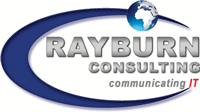 RAYBURN
CONSULTING
communicating IT